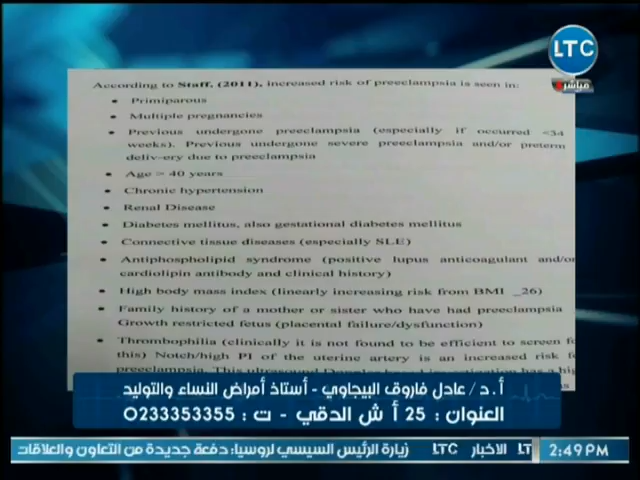 LTC
مباشر
According to Staff. (2011), increased risk of preeclampsia is seen in:
• Primiparous
• Multiple pregnancies
• Previous undergone preeclampsia (especially if occurred <34
weeks). Previous undergone severe preeclampsia and/or preterm
deliv-ery due to preeclampsia
• Age > 40 years
• Chronic hypertension
• Renal Disease
• Diabetes mellitus, also gestational diabetes mellitus
• Connective tissue diseases (especially SLE)
• Antiphospholipid syndrome (positive lupus anticoagulant and/or
cardiolipin antibody and clinical history)
• High body mass index (linearly increasing risk from BMI _26)
• Family history of a mother or sister who have had preeclampsia
Growth restricted fetus (placental failure/dysfunction)
• Thrombophilia (clinically it is not found to be efficient to screen fo
this) Notch/high PI of the uterine artery is an increased risk f
preeclampsia. This ultrasound
أ.د/ عادل فاروق البيجاوي - أستاذ أمراض النساء والتوليد
العنوان : 25 أ ش الدقي - ت : 0233353355
زيارة الرئيس السيسي لروسيا: دفعة جديدة من التعاون والعلاقات LTC الاخبار LT
2:49PM